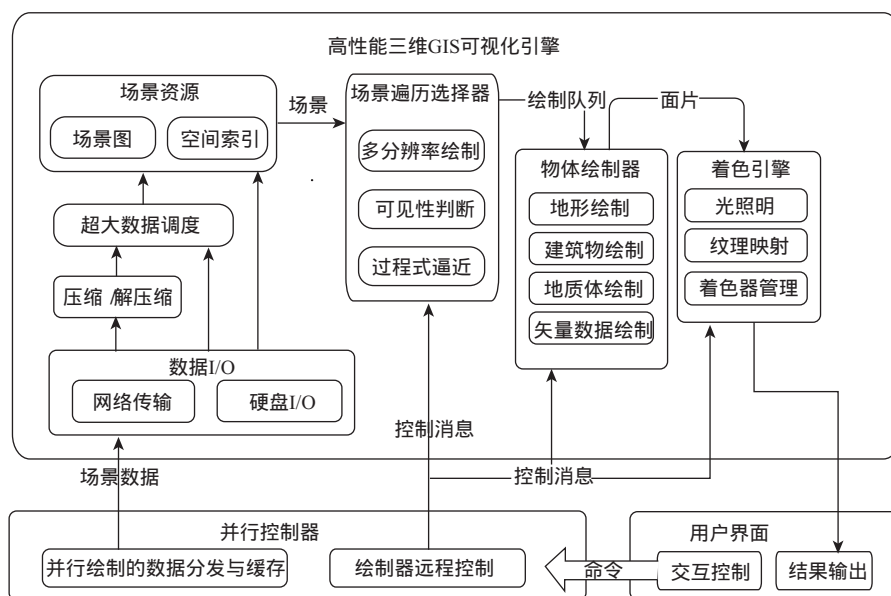 高性能三维GIS可视化引擎
场景资源
场景图
空间索引
场景
场景遍历选择器
多分辨率绘制
可见性判断
过程式逼近
绘制队列
面片
物体绘制器
地形绘制
建筑物绘制
地质体绘制
矢量数据绘制
着色引擎
光照明
纹理映射
着色器管理
超大数据调度
压缩/解压缩
数据I/O
网络传输
硬盘I/O
控制消息
场景数据
控制消息
并行控制器
并行绘制的数据分发与缓存
绘制器远程控制
命令
用户界面
交互控制
结果输出